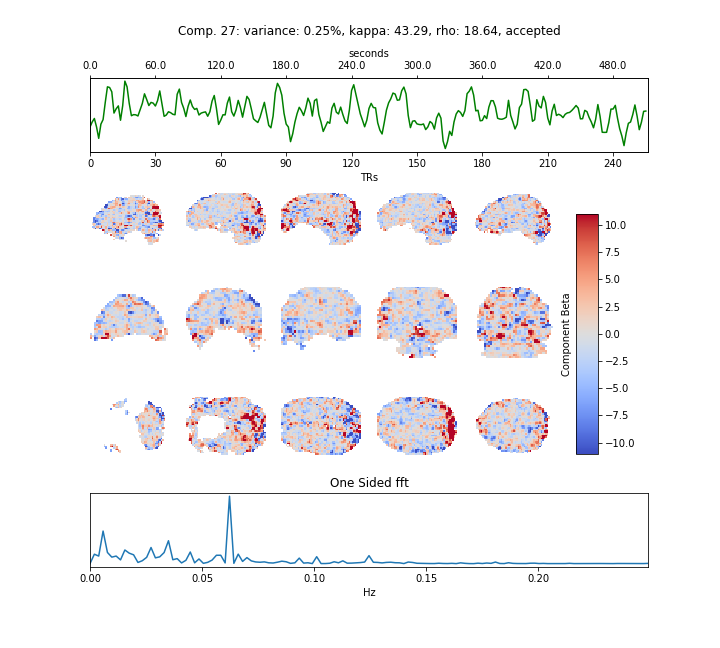 Comp. 27: variance: 0.25%, kappa: 43.29, rho: 18.64, accepted
seconds
0.0 60.0 120.0 180.0 240.0 300.0 360.0 420.0 480.0
0 30 60 90 120 150 180 210 240
TRs
10.0
7.5
5.0
2.5
0.0
−2.5
−5.0
−7.5
−10.0
Component Beta
One Sided fft
0.00 0.05 0.10 0.15 0.20
Hz